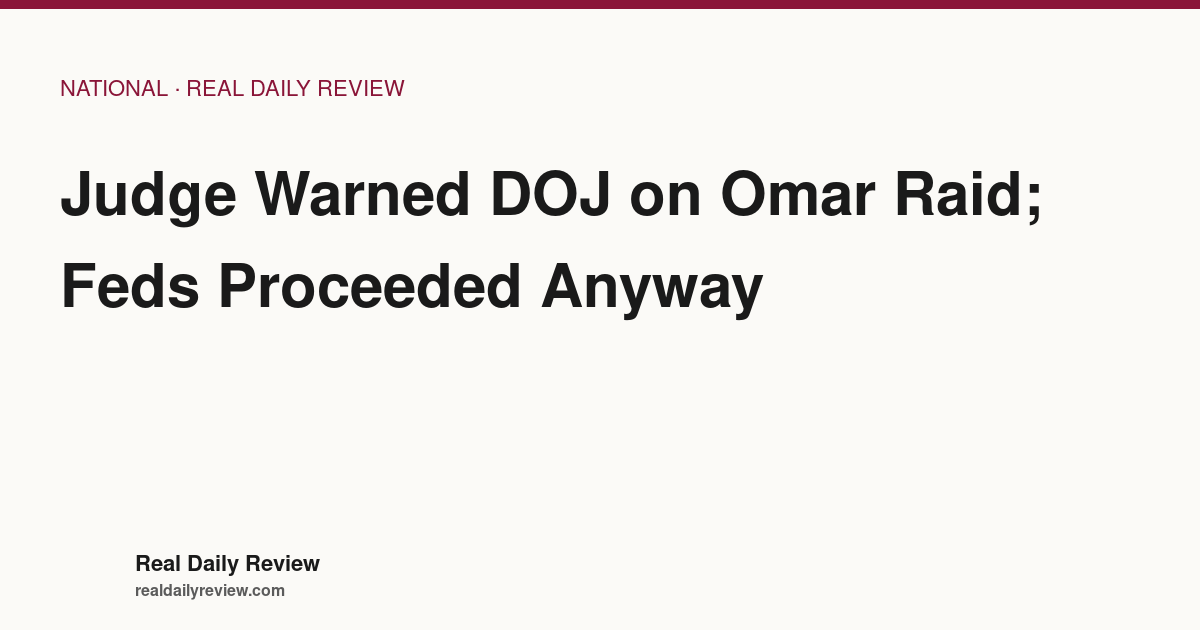 NATIONAL · REAL DAILY REVIEW
Judge Warned DOJ on Omar Raid;
Feds Proceeded Anyway
Real Daily Review
realdailyreview.com